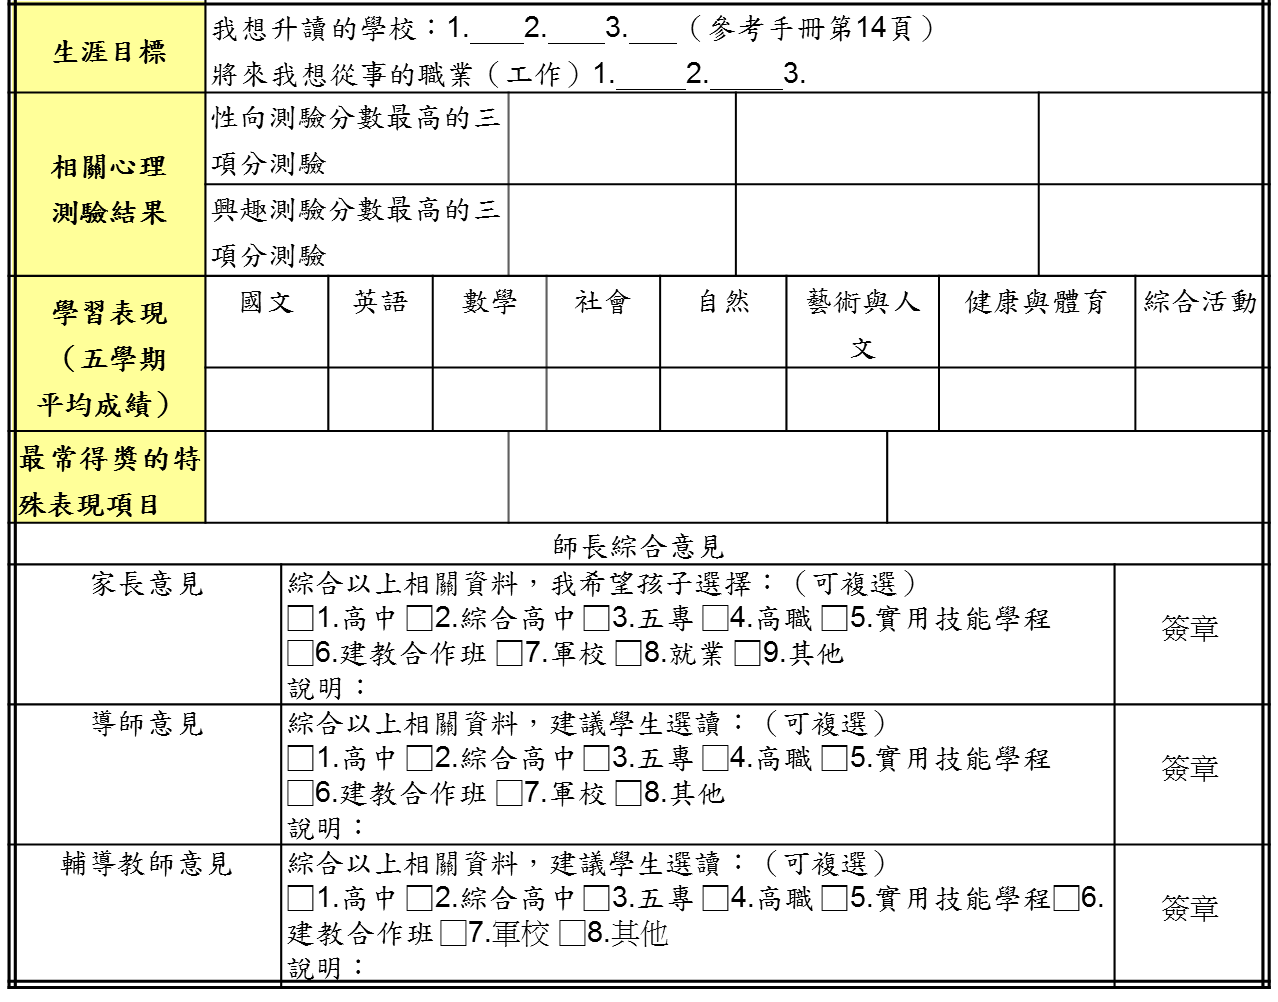 生涯目標
我想升讀的學校：1.____2.____3.____（參考手冊第14頁）
將來我想從事的職業（工作）1._____2._____3.
相關心理
測驗結果
性向測驗分數最高的三
項分測驗
興趣測驗分數最高的三
項分測驗
學習表現
（五學期
平均成績）
國文 英語 數學 社會 自然 藝術與人 健康與體育 綜合活動
文
最常得獎的特
殊表現項目
師長綜合意見
家長意見
綜合以上相關資料，我希望孩子選擇：（可複選）
□1.高中 □2.綜合高中 □3.五專 □4.高職 □5.實用技能學程
□6.建教合作班 □7.軍校 □8.就業 □9.其他
說明：
簽章
導師意見
綜合以上相關資料，建議學生選讀：（可複選）
□1.高中 □2.綜合高中 □3.五專 □4.高職 □5.實用技能學程
□6.建教合作班 □7.軍校 □8.其他
說明：
簽章
輔導教師意見
綜合以上相關資料，建議學生選讀：（可複選）
□1.高中 □2.綜合高中 □3.五專 □4.高職 □5.實用技能學程□6.
建教合作班 □7.軍校 □8.其他
說明：
簽章